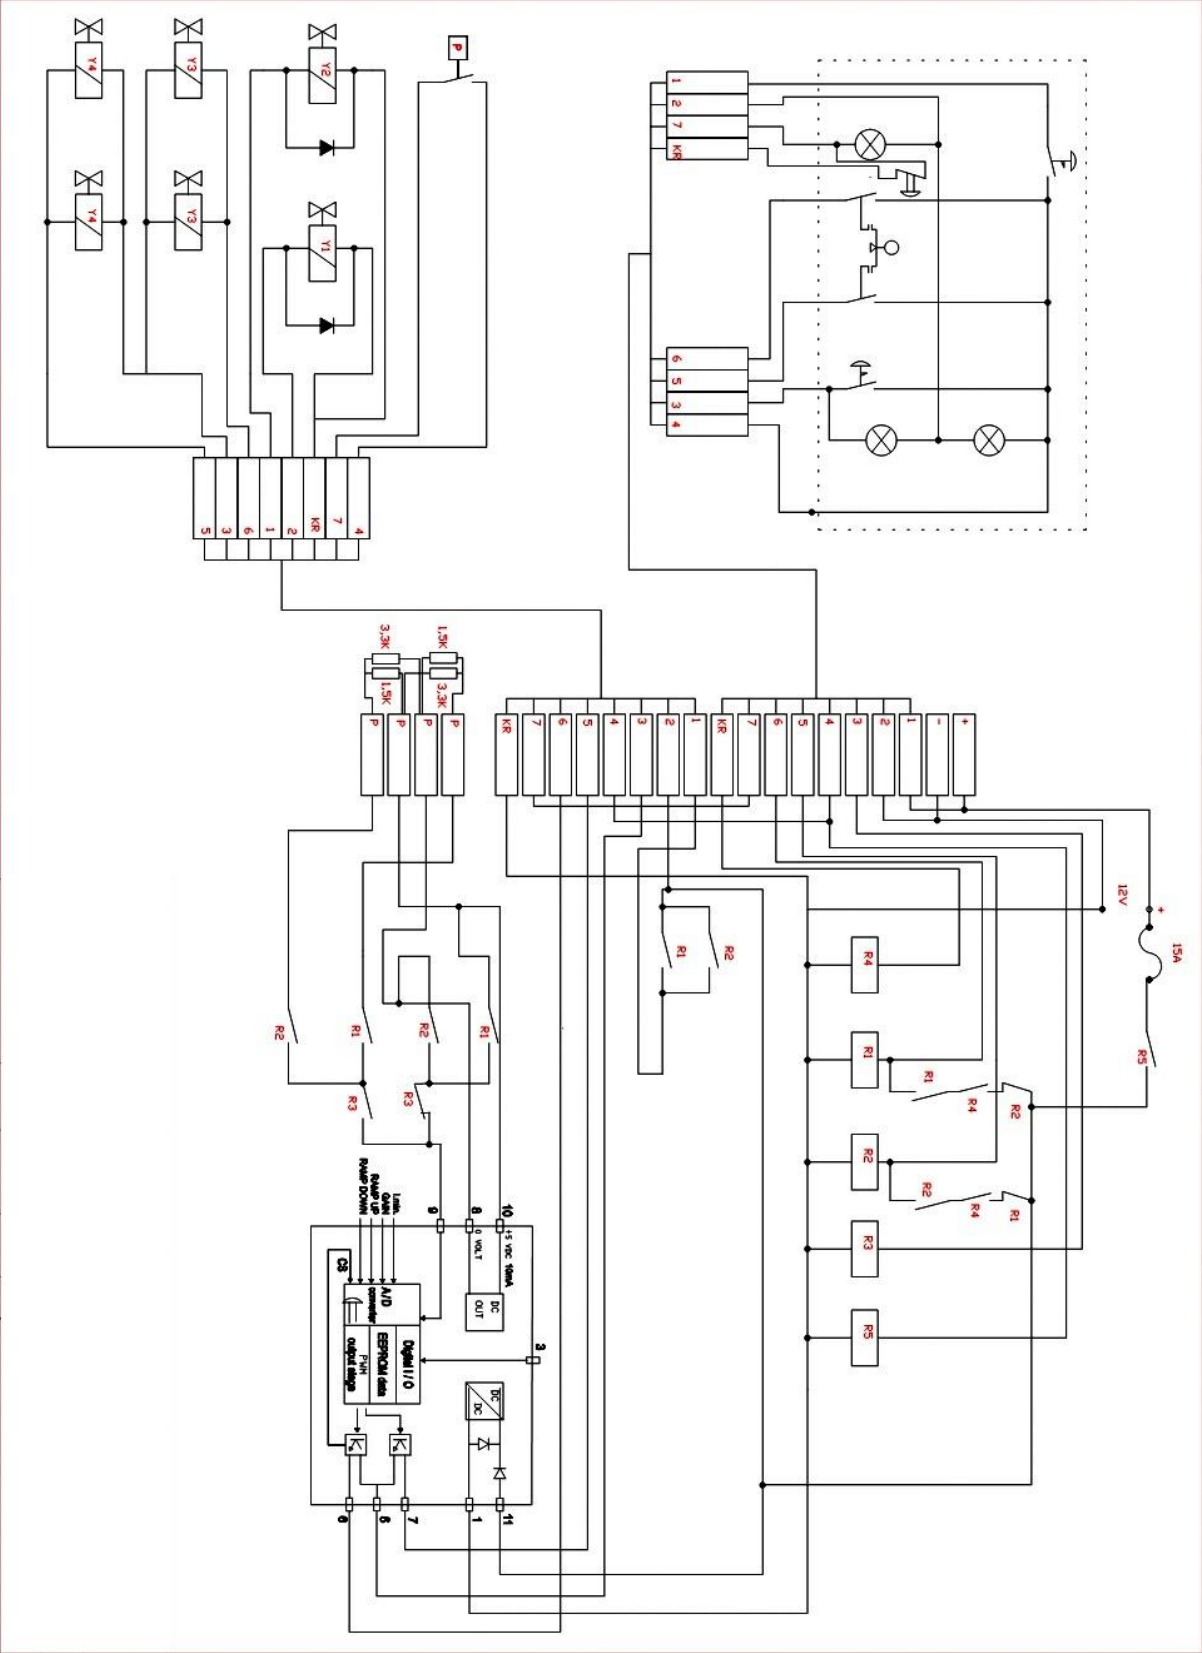 P
Y4
Y3
Y2
Y4
Y3
Y1
1
2
7
KR
6
5
3
4
5
3
6
1
2
KR
7
4
3,3K
1,5K
1,5K
3,3K
P
P
P
P
KR
7
6
5
4
3
2
1
KR
7
6
5
4
3
2
1
-
+
12V
+
15A
R5
R4
R1
R2
R1
R4
R2
R2
R2
R4
R1
R3
R5
R1
R2
R2
R1
R2
R1
R3
R3
RAMP DOWN
RAMP UP
GAIN
I.min.
9
8
10
0 VOLT
+5 VDC 10mA
C8
A/D
converter
DC
OUT
3
Digital I/O
EEPROM data
PWM
output stage
DC
DC
6
5
7
1
11